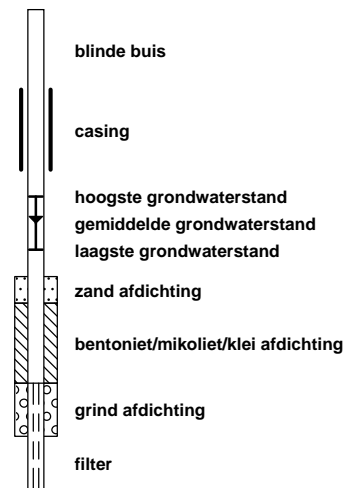 blinde buis
casing
hoogste grondwaterstand
gemiddelde grondwaterstand
laagste grondwaterstand
zand afdichting
bentoniet/mikoliet/klei afdichting
grind afdichting
filter